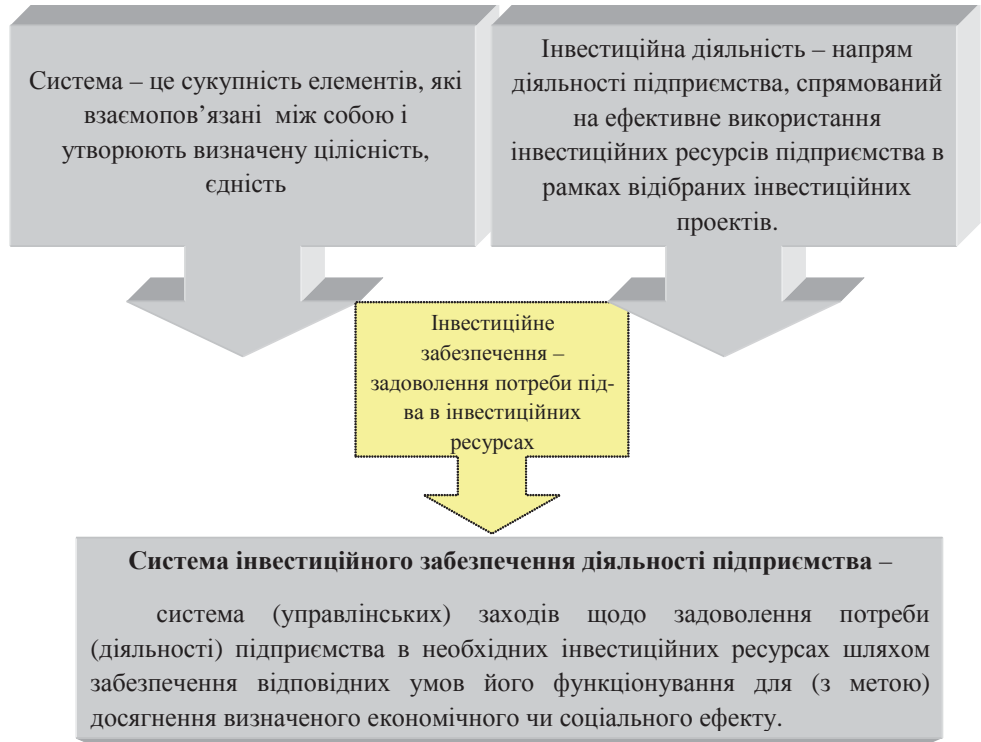 Система – це сукупність елементів, які
взаємопов’язані між собою і
утворюють визначену цілісність,
єдність
Інвестиційна діяльність – напрям
діяльності підприємства, спрямований
на ефективне використання
інвестиційних ресурсів підприємства в
рамках відібраних інвестиційних
проектів.
Інвестиційне
забезпечення –
задоволення потреби під-
ва в інвестиційних
ресурсах
Система інвестиційного забезпечення діяльності підприємства –
система (управлінських) заходів щодо задоволення потреби
(діяльності) підприємства в необхідних інвестиційних ресурсах шляхом
забезпечення відповідних умов його функціонування для (з метою)
досягнення визначеного економічного чи соціального ефекту.